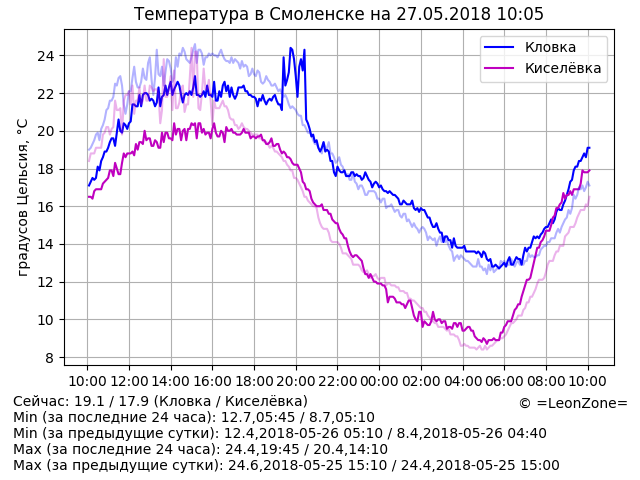 Температура в Смоленске на 27.05.2018 10:05
Кловка
Киселёвка
градусов Цельсия, °C
24
22
20
18
16
14
12
10
8
10:00 12:00 14:00 16:00 18:00 20:00 22:00 00:00 02:00 04:00 06:00 08:00 10:00
Сейчас: 19.1 / 17.9 (Кловка / Киселёвка)
© =LeonZone=
Min (за последние 24 часа): 12.7,05:45 / 8.7,05:10
Min (за предыдущие сутки): 12.4,2018-05-26 05:10 / 8.4,2018-05-26 04:40
Max (за последние 24 часа): 24.4,19:45 / 20.4,14:10
Max (за предыдущие сутки): 24.6,2018-05-25 15:10 / 24.4,2018-05-25 15:00